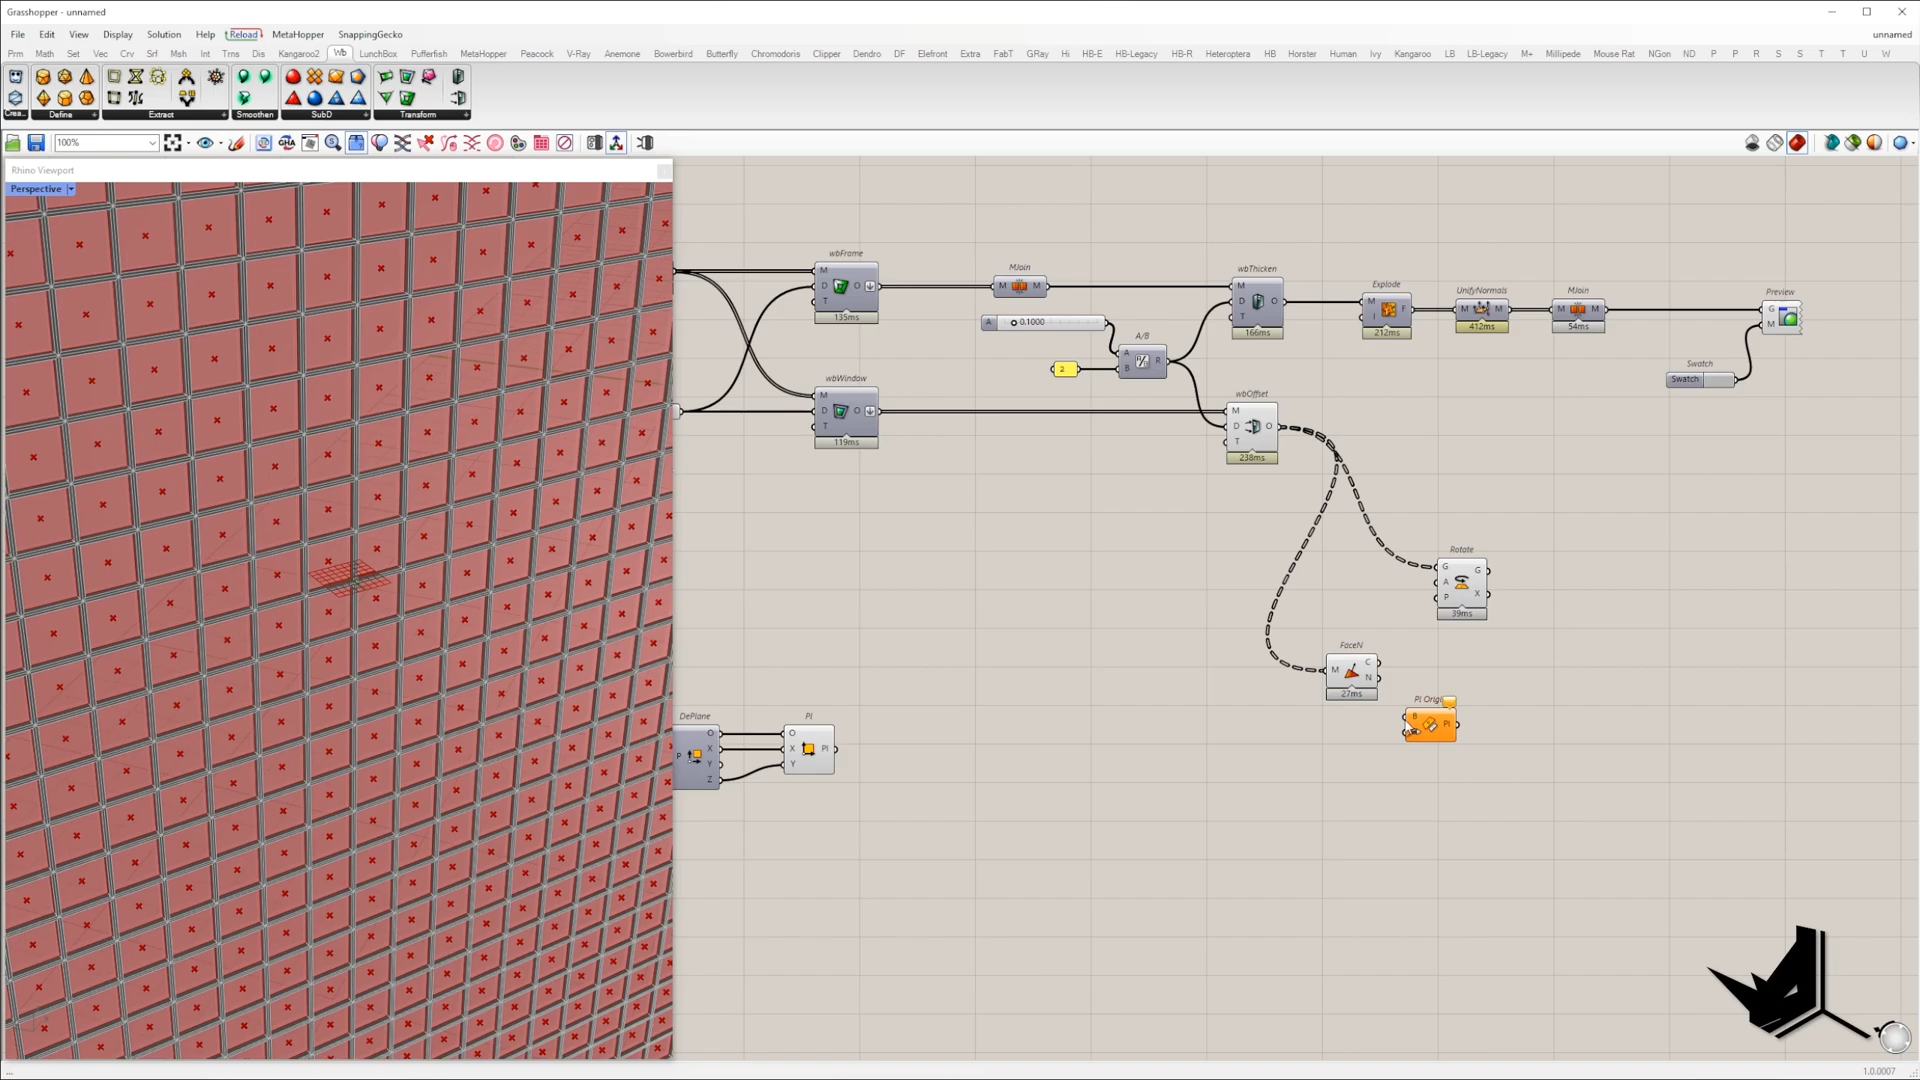 Grasshopper - unnamed
File Edit View Display Solution Help Reload MetaHopper SnappingGecko unnamed
Prm Math Set Vec Crv Srf Msh Int Trns Dis Kangaroo2 Wb LunchBox Pufferfish MetaHopper Peacock V-Ray Anemone Bowerbird Butterfly Chromodoris Clipper Dendro DF Elefront Extra FabT GRay Hi HB-E HB-Legacy HB-R Heteroptera HB Horster Human Ivy Kangaroo LB LB-Legacy M+ Millipede Mouse Rat NGon ND P P R S S T T U W
Crea... Define Extract Smoothen SubD Transform
100% GHA
Rhino Viewport
Perspective
wbFrame
M
D O
T
135ms
MJoin
M M
A 0.1000
2
A/B
A R
B
wbThicken
M
D O
T
166ms
Explode
M F
I
212ms
UnifyNormals
M M
412ms
MJoin
M M
54ms
Preview
G
M
Swatch
Swatch
wbWindow
M
D O
T
119ms
wbOffset
M
D O
T
238ms
Rotate
G G
A
P X
39ms
FaceN
M C
N
27ms
Pl Origi
B Pl
DePlane
P O
X
Y
Z
Pl
O
X Pl
Y
...
1.0.0007